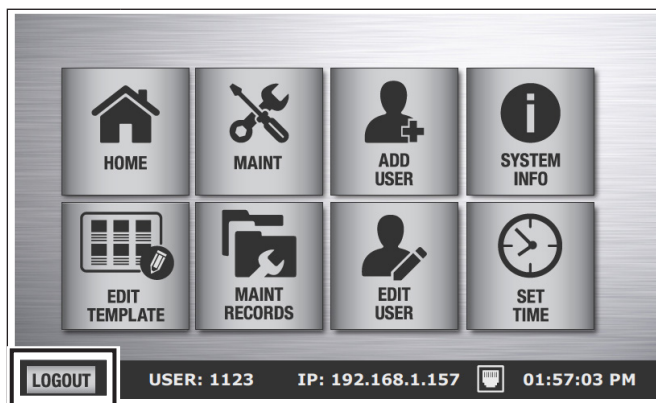 HOME
MAINT
ADD
USER
SYSTEM
INFO
EDIT
TEMPLATE
MAINT
RECORDS
EDIT
USER
SET
TIME
LOGOUT USER: 1123 IP: 192.168.1.157 01:57:03 PM